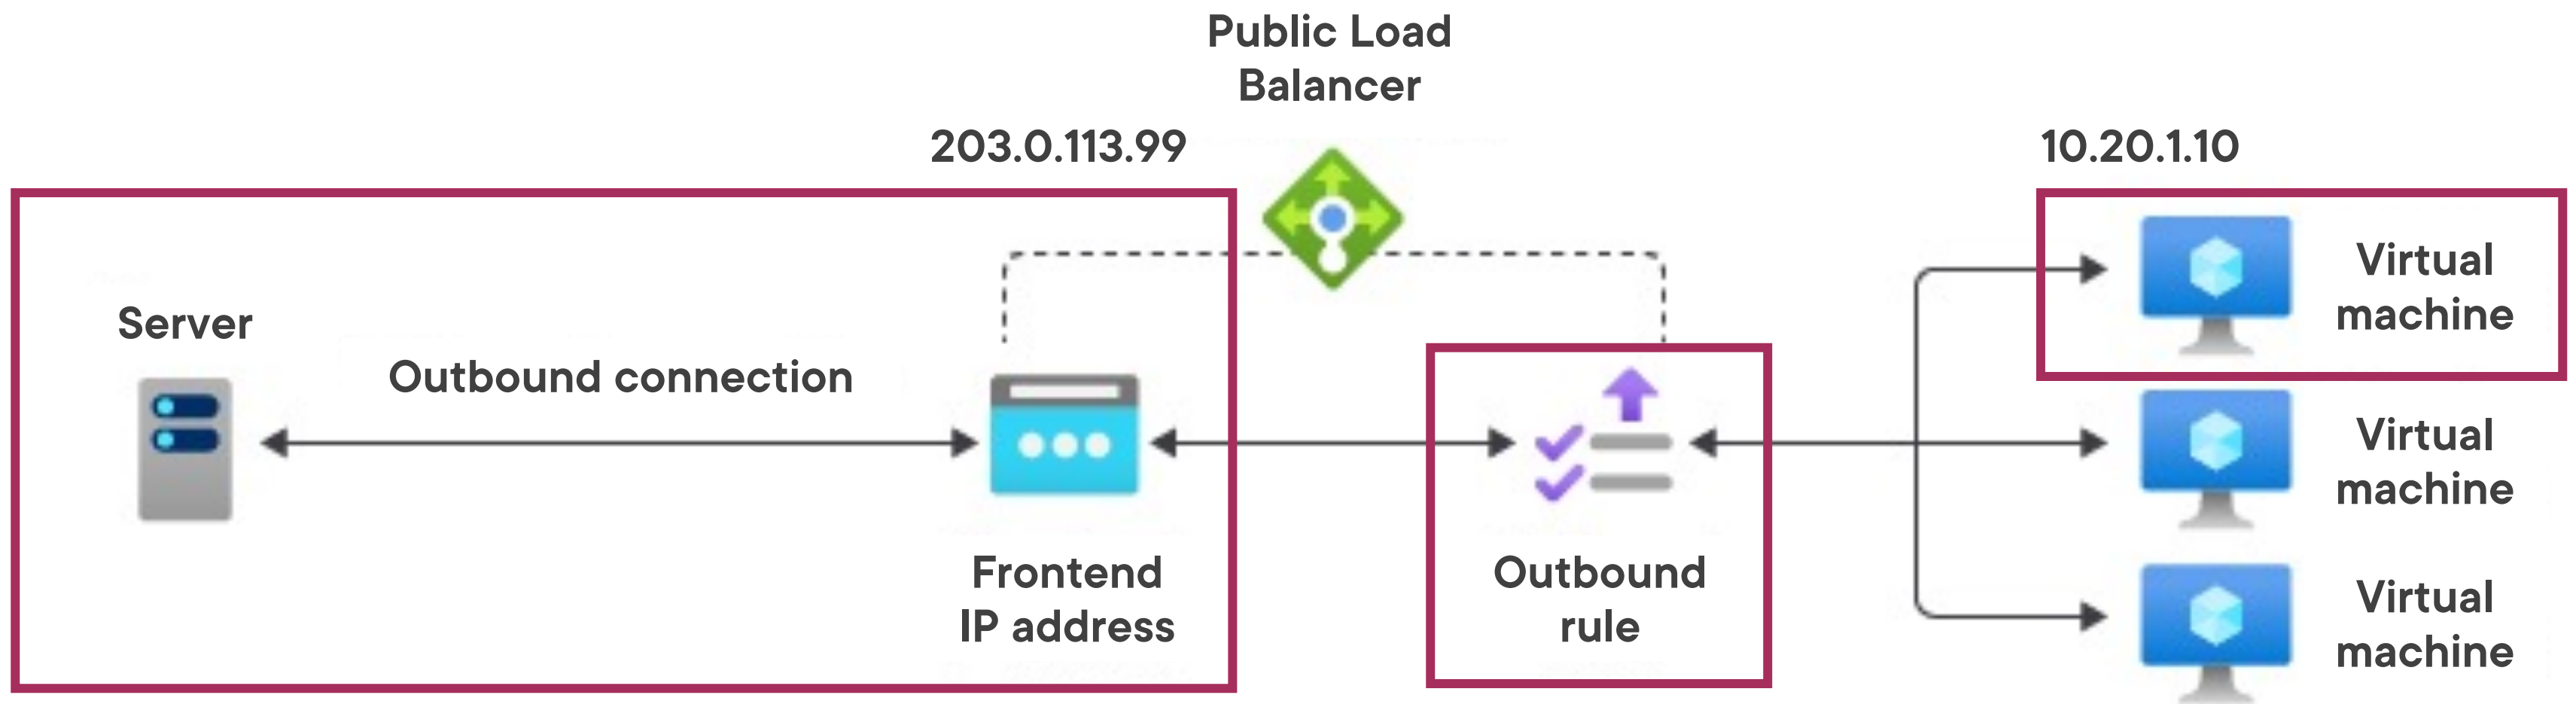 Public Load
Balancer
203.0.113.99
10.20.1.10
Server
Outbound connection
Frontend
IP address
Outbound
rule
Virtual
machine
Virtual
machine
Virtual
machine